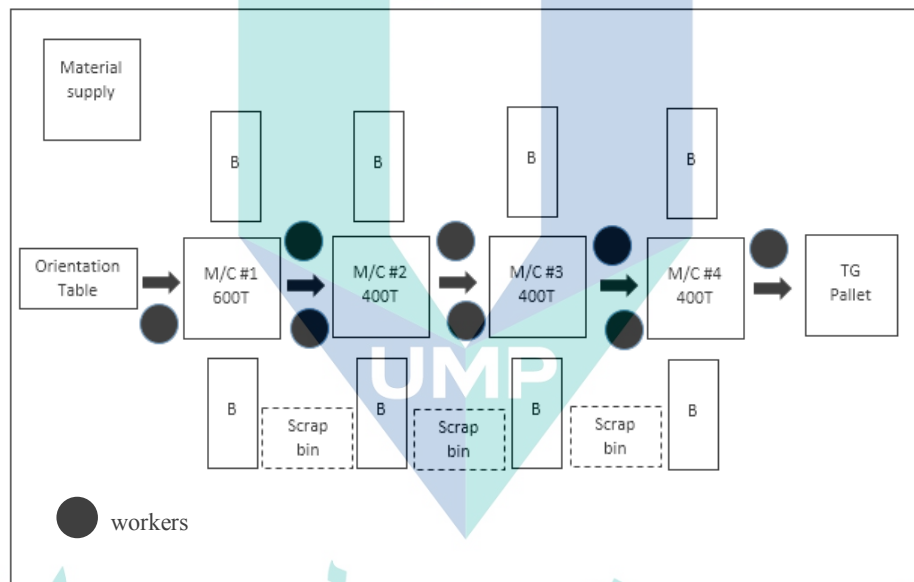 Material
supply
B
B
B
B
Orientation
Table
M/C #1
600T
M/C #2
400T
M/C #3
400T
M/C #4
400T
TG
Pallet
UMP
B
B
B
B
Scrap
bin
Scrap
bin
Scrap
bin
workers